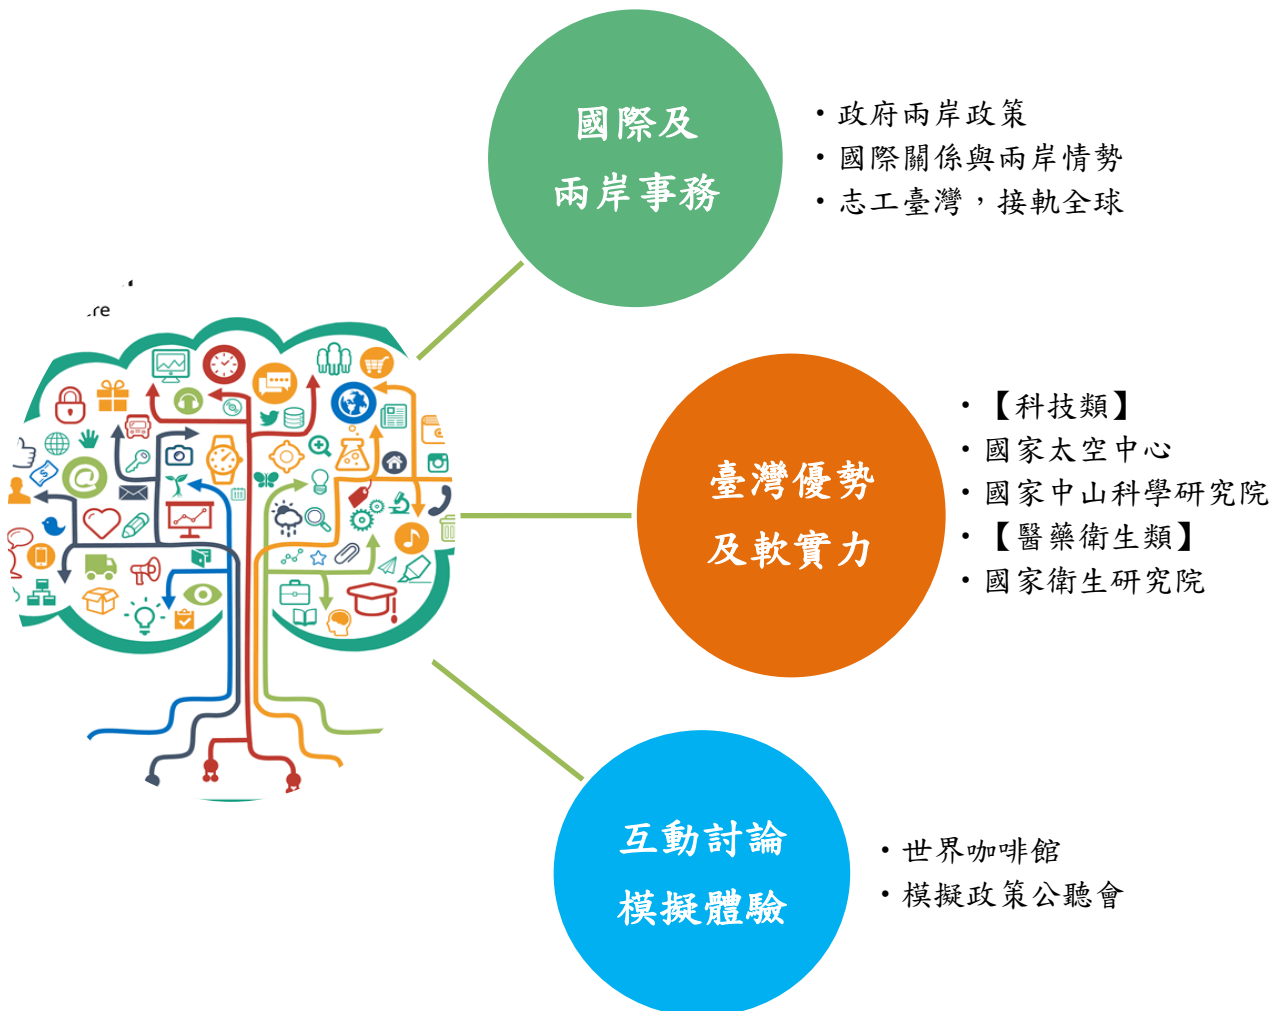 國際及
兩岸事務
・政府兩岸政策
・國際關係與兩岸情勢
・志工臺灣，接軌全球
re
臺灣優勢
及軟實力
・【科技類】
・國家太空中心
・國家中山科學研究院
・【醫藥衛生類】
・國家衛生研究院
互動討論
模擬體驗
・世界咖啡館
・模擬政策公聽會